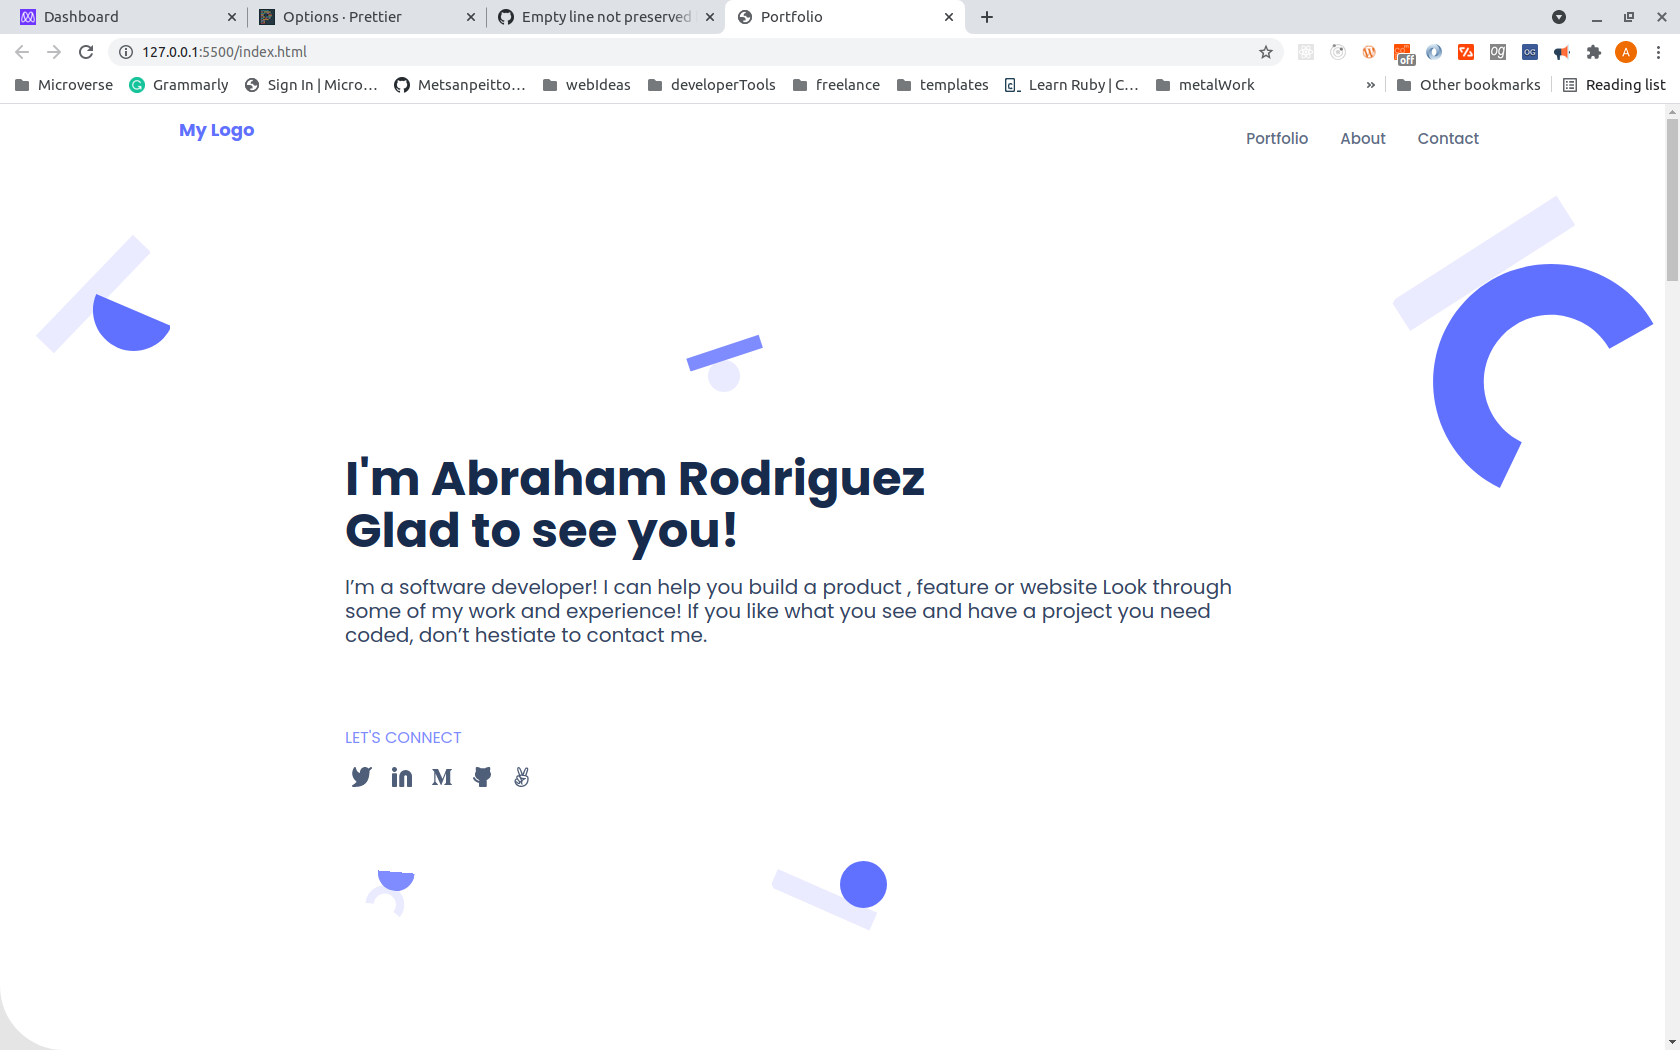 Dashboard
Options · Prettier
Empty line not preserved
Portfolio
127.0.0.1:5500/index.html
off
og
OG
A
Microverse
Grammarly
Sign In | Micro...
Metsanpeitto...
webIdeas
developerTools
freelance
templates
Learn Ruby | C...
metalWork
»
Other bookmarks
Reading list
My Logo
Portfolio
About
Contact
I'm Abraham Rodriguez
Glad to see you!
I’m a software developer! I can help you build a product , feature or website Look through
some of my work and experience! If you like what you see and have a project you need
coded, don’t hestiate to contact me.
LET'S CONNECT